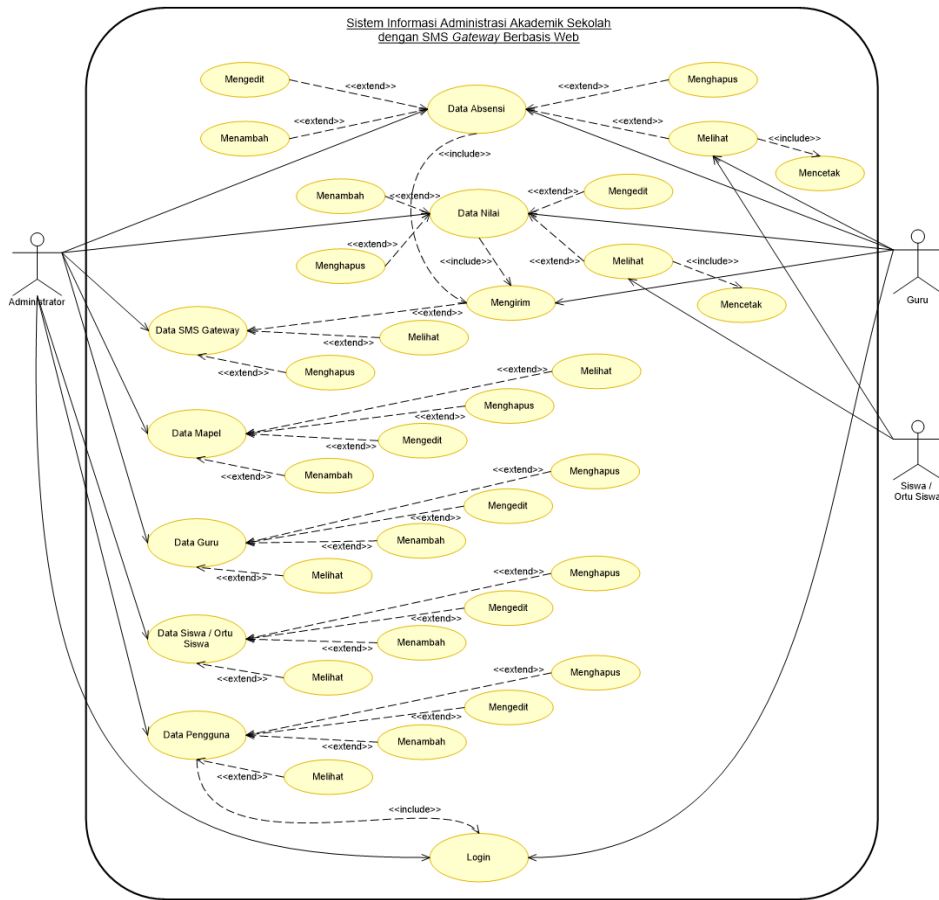 Sistem Informasi Administrasi Akademik Sekolah
dengan SMS Gateway Berbasis Web
Mengedit
<<extend>>
<<extend>>
Menghapus
Data Absensi
<<extend>>
<<extend>>
Menambah
Melihat
<<include>>
<<include>>
Mencetak
Menambah
<<extend>>
<<extend>>
Mengedit
Data Nilai
Administrator
Guru
<<extend>>
Menghapus
<<include>>
<<extend>>
Melihat
<<include>>
Mengirim
Mencetak
<<extend>>
Data SMS Gateway
<<extend>>
Melihat
<<extend>>
Menghapus
<<extend>>
Melihat
<<extend>>
Menghapus
Data Mapel
<<extend>>
Mengedit
<<extend>>
Menambah
Siswa /
Ortu Siswa
<<extend>>
Menghapus
<<extend>>
Mengedit
Data Guru
<<extend>>
Menambah
<<extend>>
Melihat
<<extend>>
Menghapus
<<extend>>
Mengedit
Data Siswa / Ortu
Siswa
<<extend>>
Menambah
<<extend>>
Melihat
<<extend>>
Menghapus
<<extend>>
Mengedit
Data Pengguna
<<extend>>
Menambah
<<extend>>
Melihat
<<include>>
Login